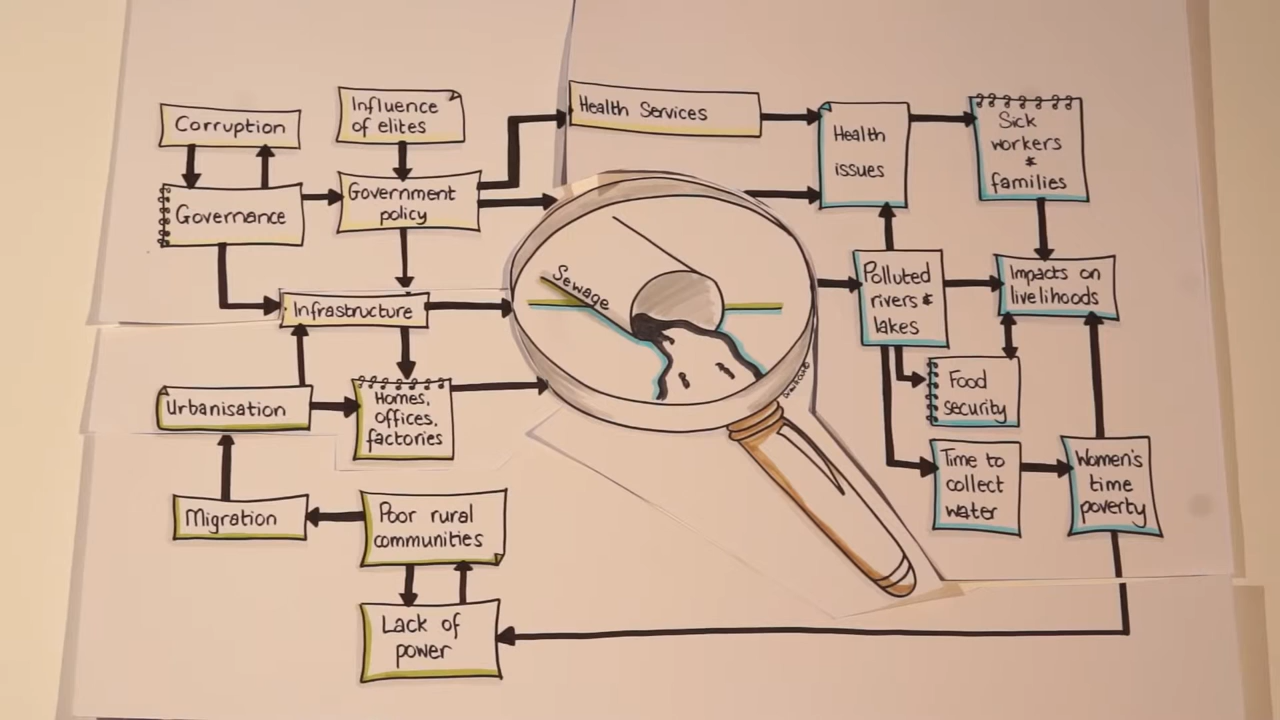 Corruption
Influence
of elites
Health Services
Health
issues
Sick
workers
*
families
Governance
Government
policy
Infrastructure
Sewage
Polluted
rivers &
lakes
Impacts on
livelihoods
Urbanisation
Homes,
offices,
factories
Food
security
Migration
Poor rural
communities
Time to
collect
water
Women's
time
poverty
Lack of
power